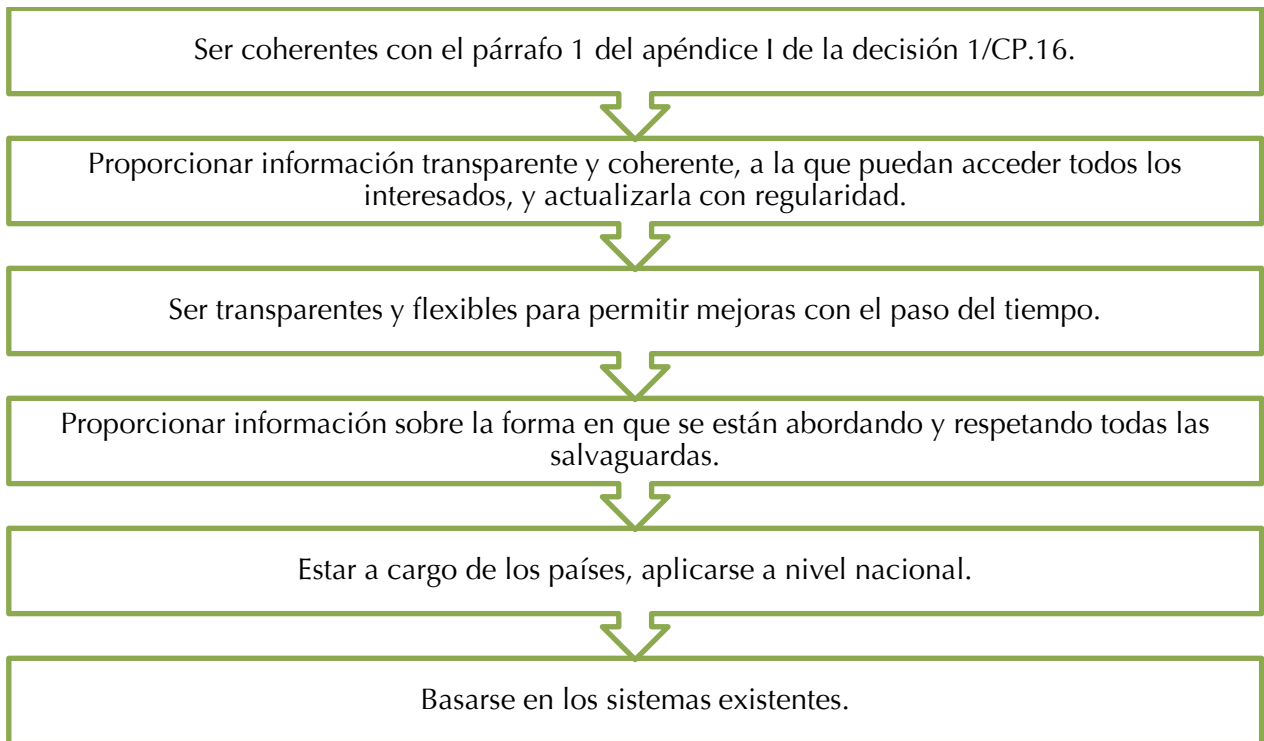 Ser coherentes con el párrafo 1 del apéndice I de la decisión 1/CP.16.
Proporcionar información transparente y coherente, a la que puedan acceder todos los
interesados, y actualizarla con regularidad.
Ser transparentes y flexibles para permitir mejoras con el paso del tiempo.
Proporcionar información sobre la forma en que se están abordando y respetando todas las
salvaguardas.
Estar a cargo de los países, aplicarse a nivel nacional.
Basarse en los sistemas existentes.